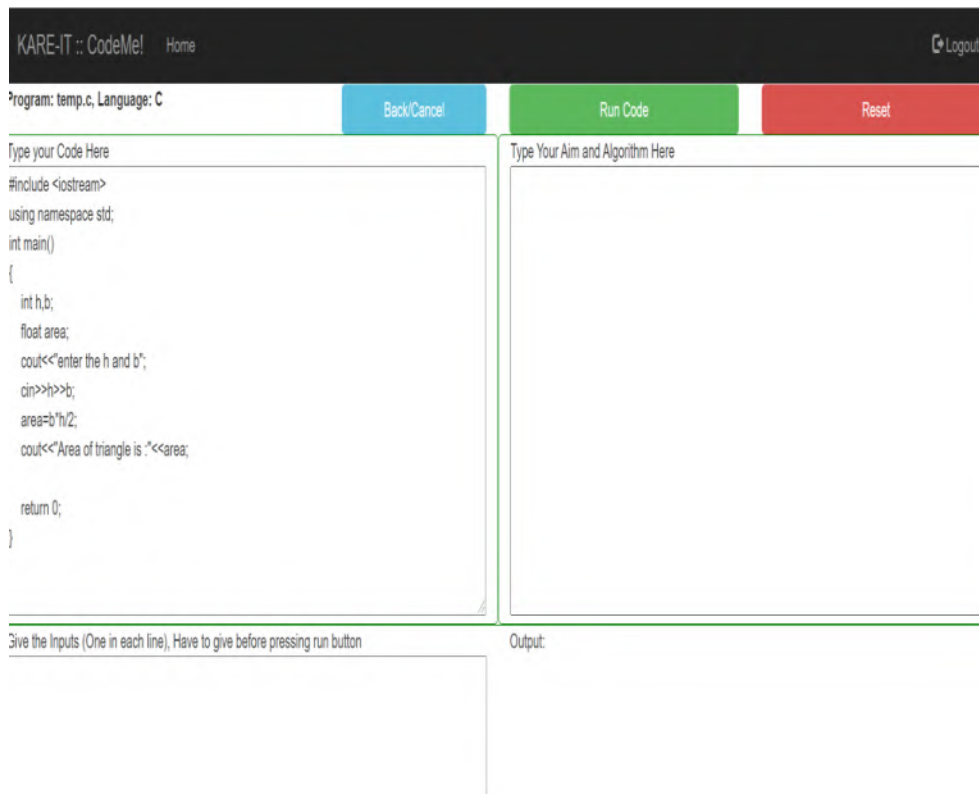 KARE-IT :: CodeMe! Home Logout
Program: temp.c, Language: C
Back/Cancel
Run Code
Reset
Type your Code Here
#include <iostream>
using namespace std;
int main()
{
int h,b;
float area;
cout<<"enter the h and b";
cin>>h>>b;
area=b*h/2;
cout<<"Area of triangle is :"<<area;
return 0;
}
Type Your Aim and Algorithm Here
Give the Inputs (One in each line), Have to give before pressing run button
Output: